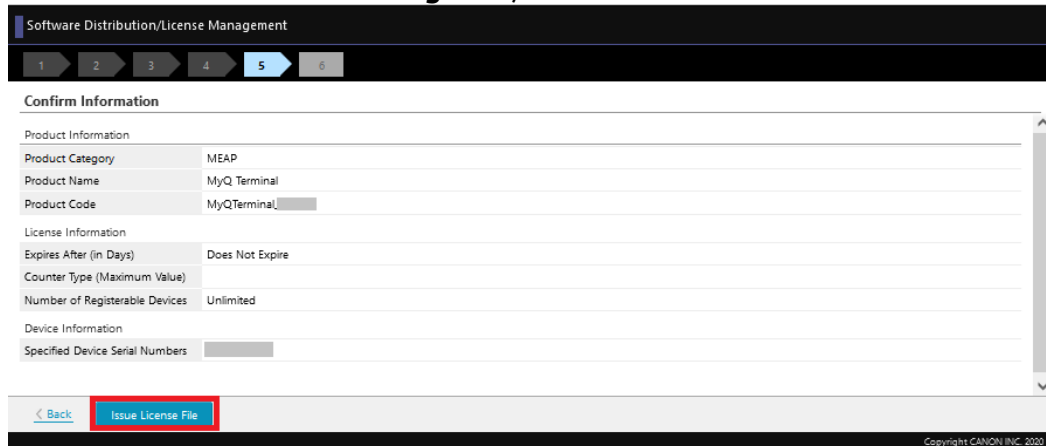 Software Distribution/License Management
1 2 3 4 5 6
Confirm Information
Product Information
Product Category MEAP
Product Name MyQ Terminal
Product Code MyQTerminal_
License Information
Expires After (in Days) Does Not Expire
Counter Type (Maximum Value)
Number of Registerable Devices Unlimited
Device Information
Specified Device Serial Numbers
< Back Issue License File
Copyright CANON INC. 2020